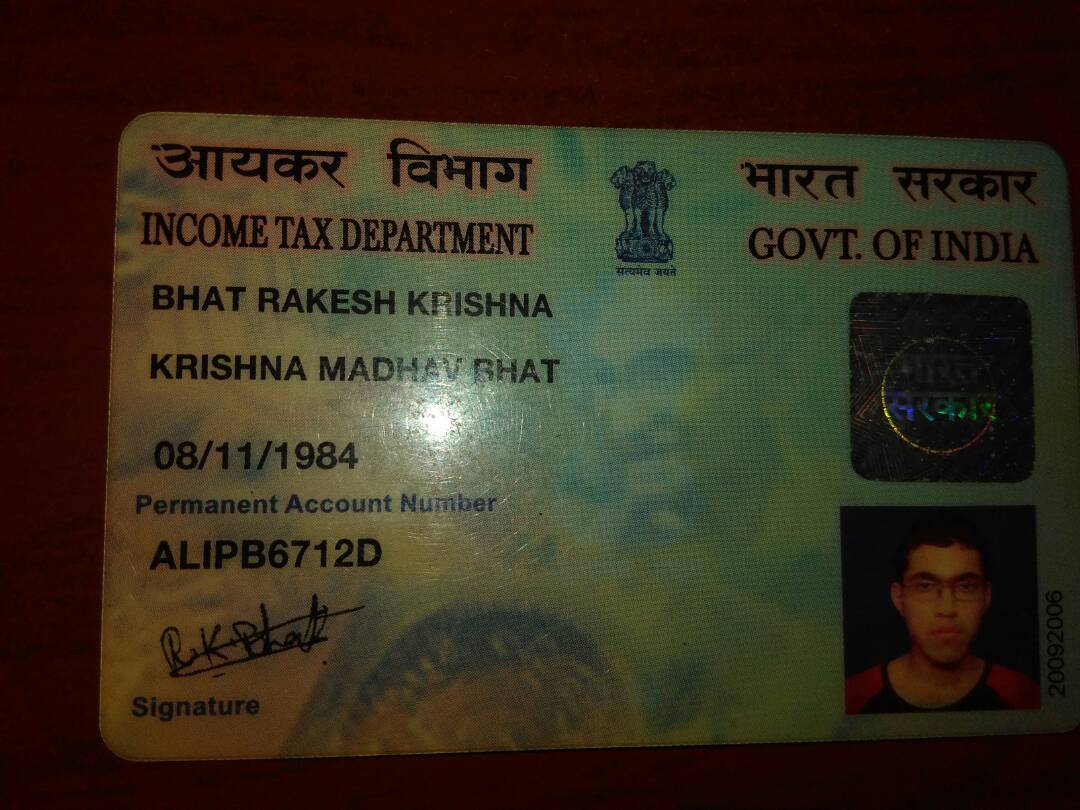 आयकर विभाग भारत सरकार
INCOME TAX DEPARTMENT GOVT. OF INDIA
सत्यमेव जयते
BHAT RAKESH KRISHNA
KRISHNA MADHAV BHAT
भारत
सरकार
08/11/1984
Permanent Account Number
ALIPB6712D
R.K.Bhat
Signature
20092006